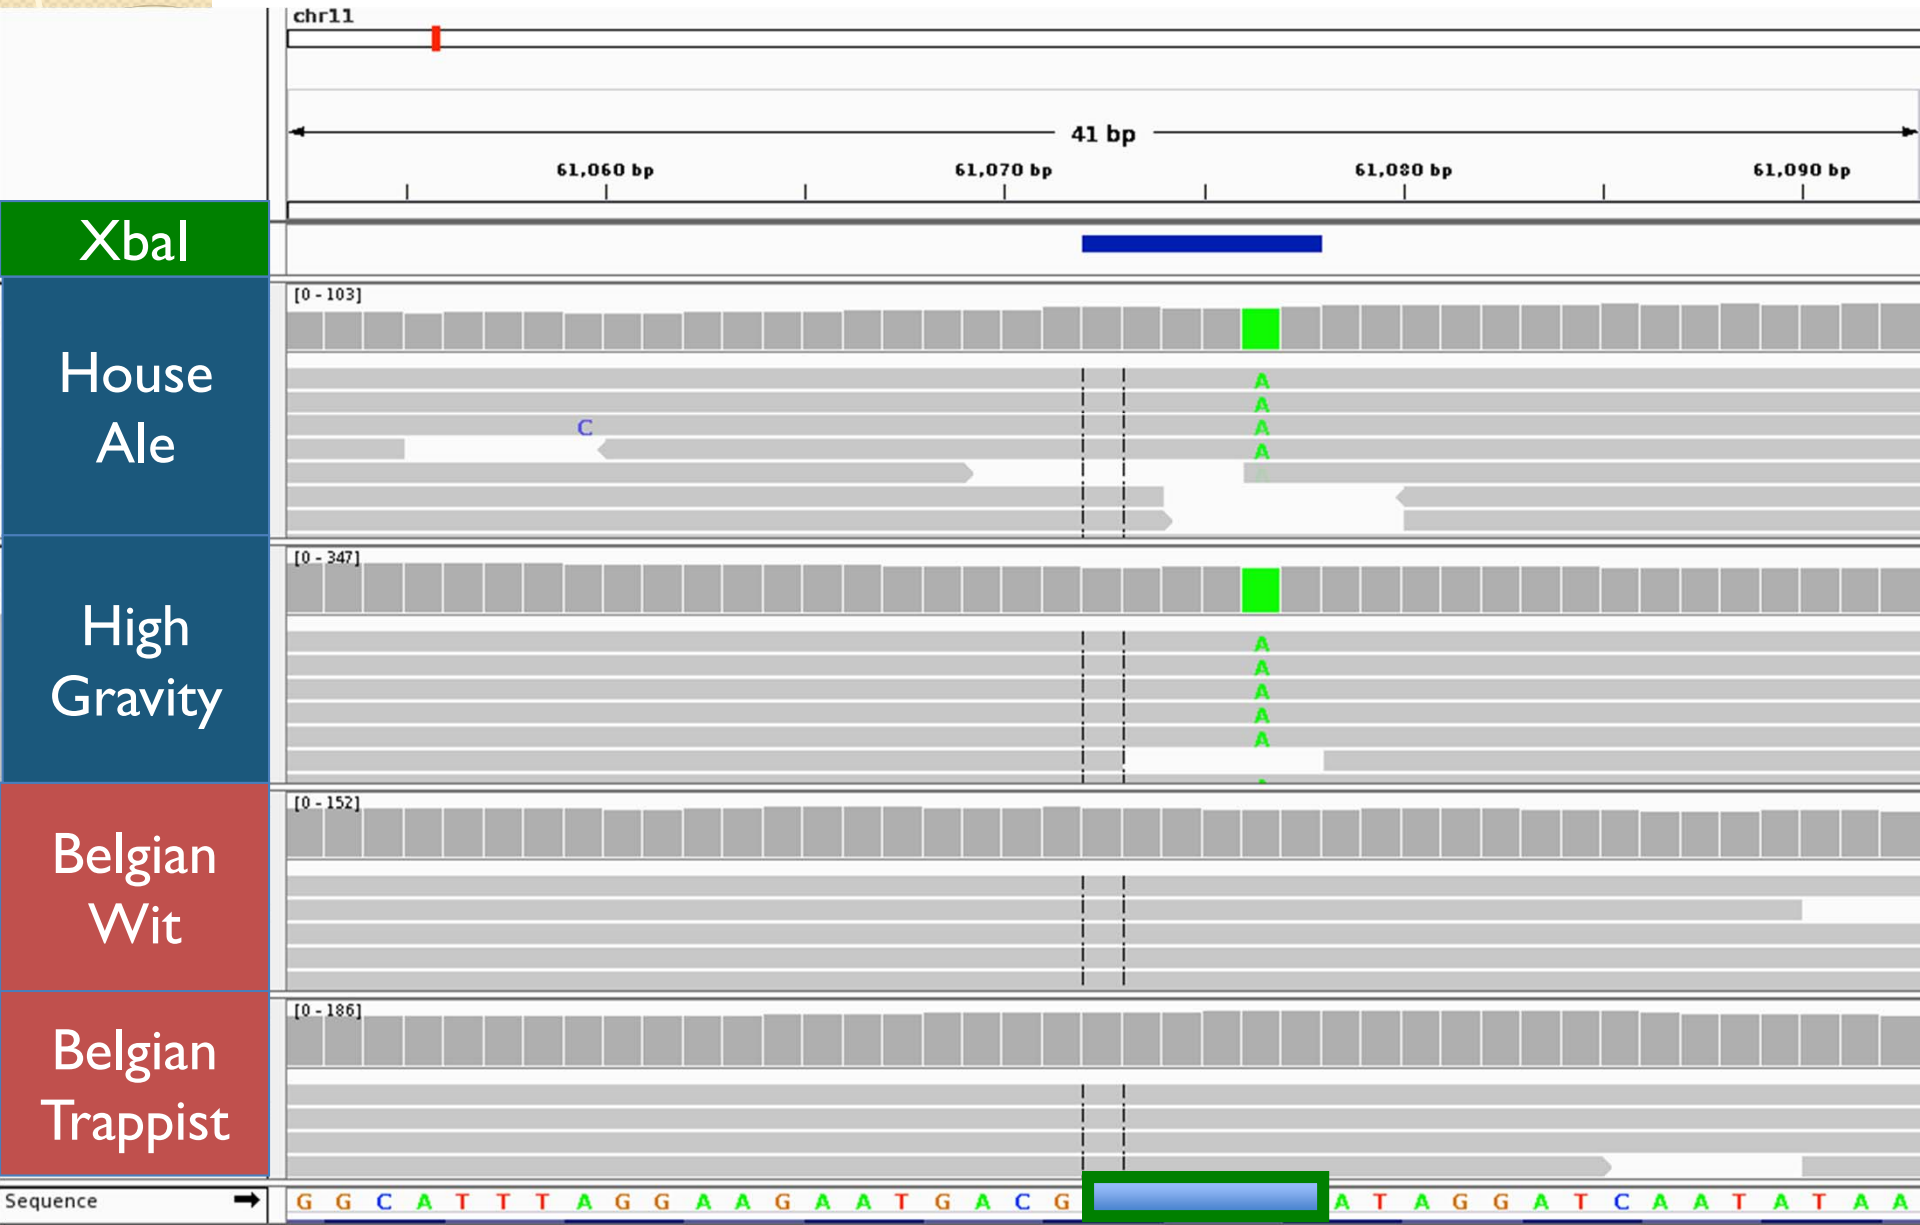 chr11
41 bp
61,060 bp 61,070 bp 61,080 bp 61,090 bp
XbaI
[0 - 103]
House
Ale
A
A
C A
A
A
[0 - 347]
High
Gravity
A
A
A
A
A
[0 - 152]
Belgian
Wit
[0 - 186]
Belgian
Trappist
Sequence G G C A T T T A G G A A G A A T G A C G A T A G G A T C A A T A T A A